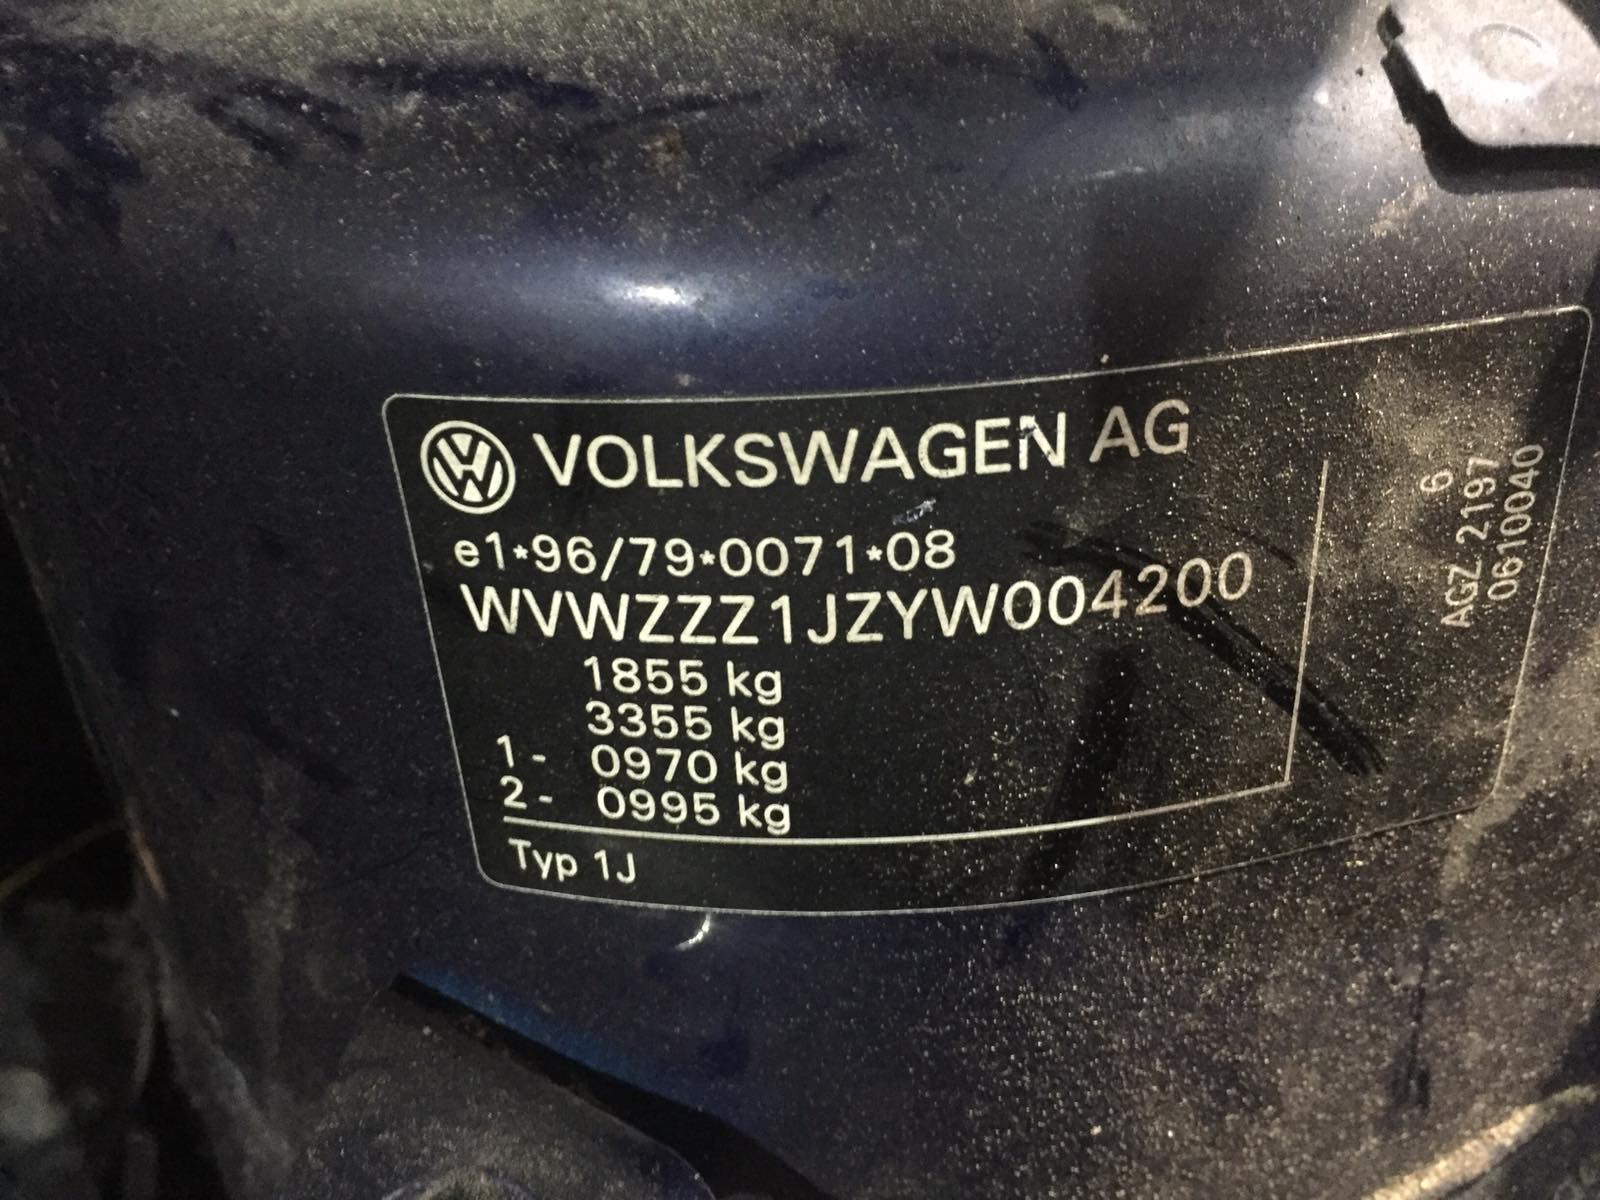 VOLKSWAGEN AG
e1*96/79*0071*08
WVWZZZ1JZYW004200
1855 kg
3355 kg
1- 0970 kg
2- 0995 kg
Typ 1J
6
AGZ 2197
0610040